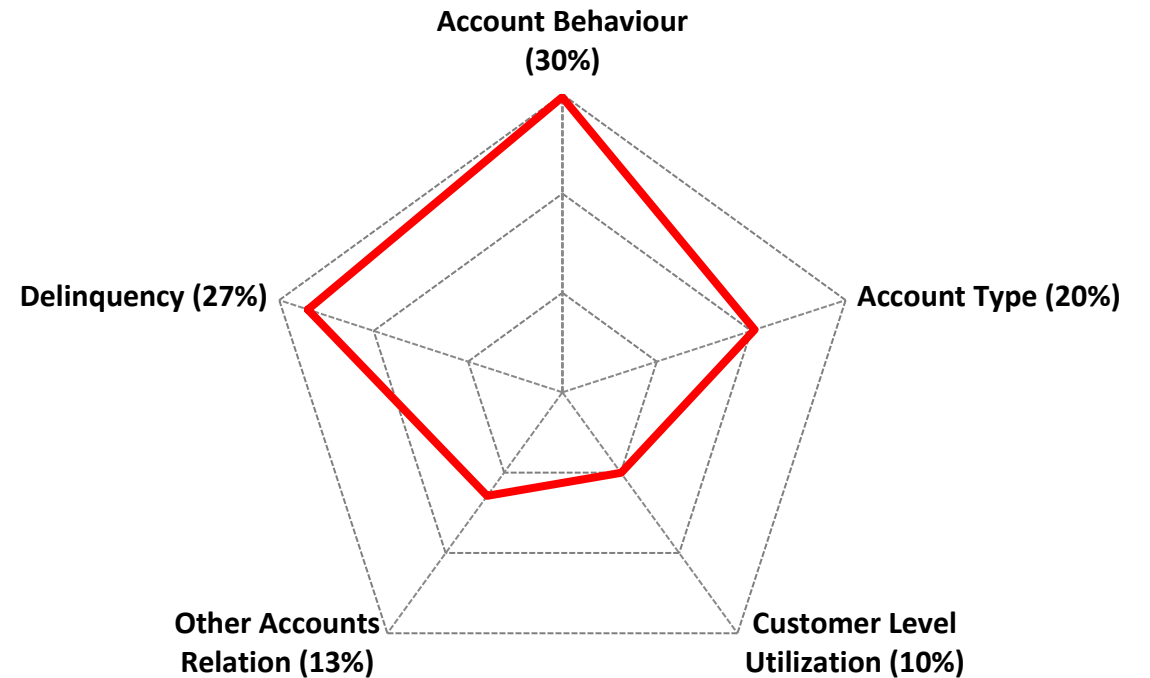 Account Behaviour
(30%)
Delinquency (27%)
Account Type (20%)
Other Accounts
Relation (13%)
Customer Level
Utilization (10%)